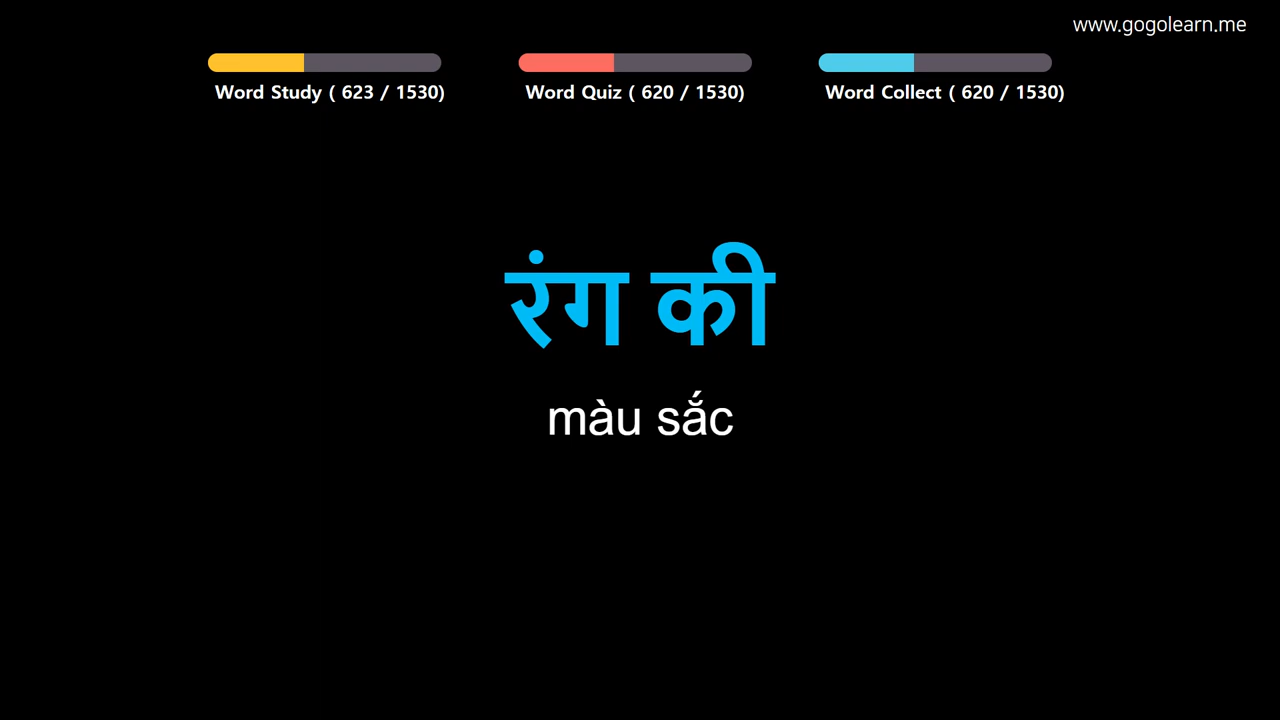 www.gogolearn.me
Word Study ( 623 / 1530)
Word Quiz ( 620 / 1530)
Word Collect ( 620 / 1530)
रंग की
màu sắc